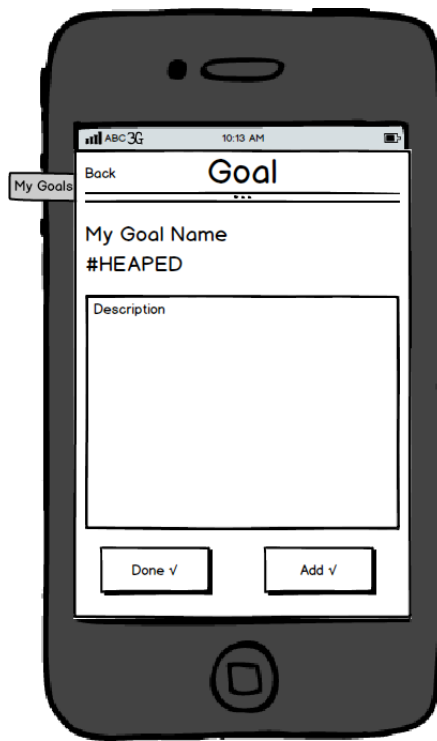 ABC 3G 10:13 AM
Back Goal
My Goals
My Goal Name
#HEAPED
Description
Done √ Add √